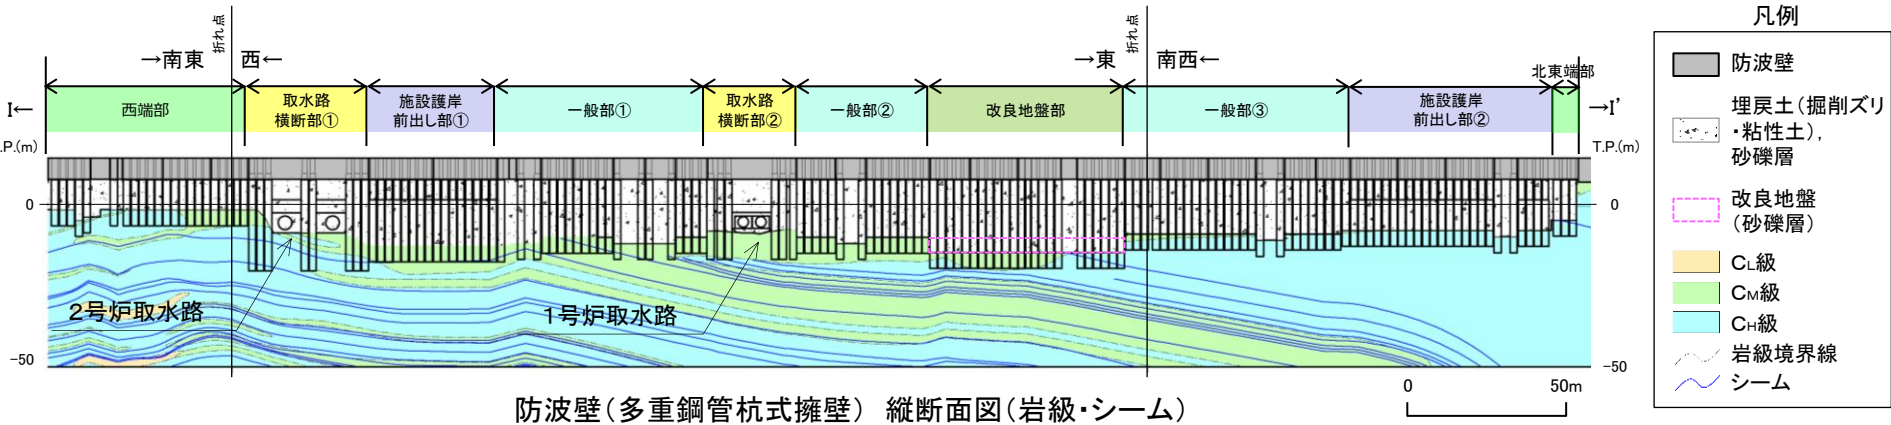 折れ点
折れ点
→南東
西←
→東
南西←
北東端部
I←
西端部
取水路
横断部①
施設護岸
前出し部①
一般部①
取水路
横断部②
一般部②
改良地盤部
一般部③
施設護岸
前出し部②
→I'
.P.(m)
T.P.(m)
0
0
2号炉取水路
1号炉取水路
-50
-50
0
50m
防波壁(多重鋼管杭式擁壁) 縦断面図(岩級・シーム)
凡例
防波壁
埋戻土(掘削ズリ
・粘性土),
砂礫層
改良地盤
(砂礫層)
CL級
CM級
CH級
岩級境界線
シーム